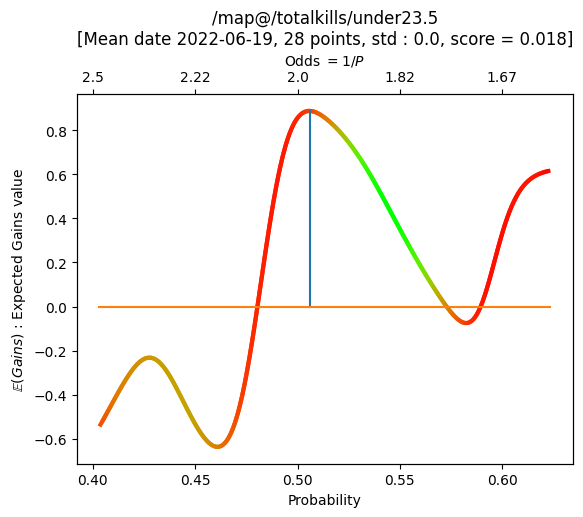 /map@/totalkills/under23.5
[Mean date 2022-06-19, 28 points, std : 0.0, score = 0.018]
Odds = 1/P
2.5 2.22 2.0 1.82 1.67
0.8
0.6
0.4
0.2
0.0
−0.2
−0.4
−0.6
𝔼(Gains) : Expected Gains value
0.40 0.45 0.50 0.55 0.60
Probability